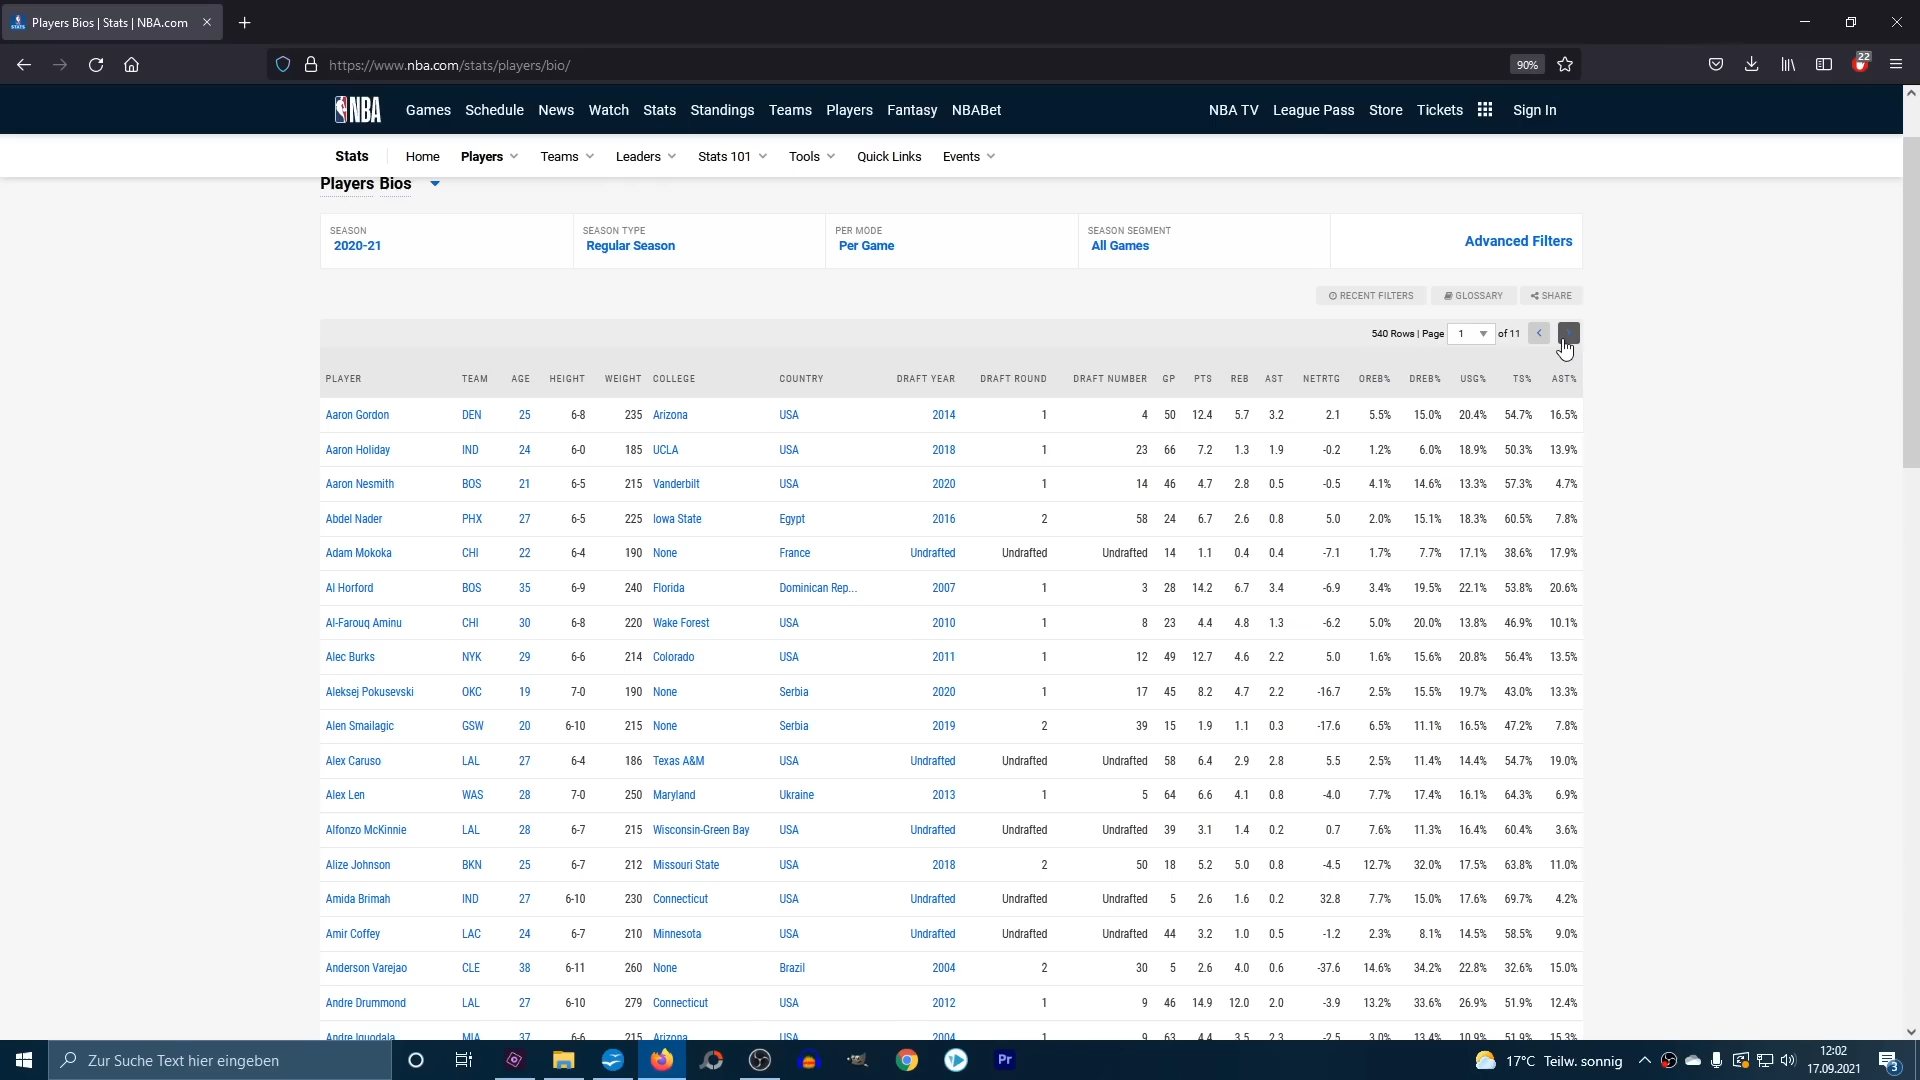 Players Bios | Stats | NBA.com
https://www.nba.com/stats/players/bio/
90%
22
NBA Games Schedule News Watch Stats Standings Teams Players Fantasy NBABet NBA TV League Pass Store Tickets Sign In
Stats Home Players Teams Leaders Stats 101 Tools Quick Links Events
Players Bios
SEASON SEASON TYPE PER MODE SEASON SEGMENT
2020-21 Regular Season Per Game All Games Advanced Filters
RECENT FILTERS GLOSSARY SHARE
540 Rows | Page 1 of 11
PLAYER TEAM AGE HEIGHT WEIGHT COLLEGE COUNTRY DRAFT YEAR DRAFT ROUND DRAFT NUMBER GP PTS REB AST NETRTG OREB% DREB% USG% TS% AST%
Aaron Gordon DEN 25 6-8 235 Arizona USA 2014 1 4 50 12.4 5.7 3.2 2.1 5.5% 15.0% 20.4% 54.7% 16.5%
Aaron Holiday IND 24 6-0 185 UCLA USA 2018 1 23 66 7.2 1.3 1.9 -0.2 1.2% 6.0% 18.9% 50.3% 13.9%
Aaron Nesmith BOS 21 6-5 215 Vanderbilt USA 2020 1 14 46 4.7 2.8 0.5 -0.5 4.1% 14.6% 13.3% 57.3% 4.7%
Abdel Nader PHX 27 6-5 225 Iowa State Egypt 2016 2 58 24 6.7 2.6 0.8 5.0 2.0% 15.1% 18.3% 60.5% 7.8%
Adam Mokoka CHI 22 6-4 190 None France Undrafted Undrafted Undrafted 14 1.1 0.4 0.4 -7.1 1.7% 7.7% 17.1% 38.6% 17.9%
Al Horford BOS 35 6-9 240 Florida Dominican Rep... 2007 1 3 28 14.2 6.7 3.4 -6.9 3.4% 19.5% 22.1% 53.8% 20.6%
Al-Farouq Aminu CHI 30 6-8 220 Wake Forest USA 2010 1 8 23 4.4 4.8 1.3 -6.2 5.0% 20.0% 13.8% 46.9% 10.1%
Alec Burks NYK 29 6-6 214 Colorado USA 2011 1 12 49 12.7 4.6 2.2 5.0 1.6% 15.6% 20.8% 56.4% 13.5%
Aleksej Pokusevski OKC 19 7-0 190 None Serbia 2020 1 17 45 8.2 4.7 2.2 -16.7 2.5% 15.5% 19.7% 43.0% 13.3%
Alen Smailagic GSW 20 6-10 215 None Serbia 2019 2 39 15 1.9 1.1 0.3 -17.6 6.5% 11.1% 16.5% 47.2% 7.8%
Alex Caruso LAL 27 6-4 186 Texas A&M USA Undrafted Undrafted Undrafted 58 6.4 2.9 2.8 5.5 2.5% 11.4% 14.4% 54.7% 19.0%
Alex Len WAS 28 7-0 250 Maryland Ukraine 2013 1 5 64 6.6 4.1 0.8 -4.0 7.7% 17.4% 16.1% 64.3% 6.9%
Alfonzo McKinnie LAL 28 6-7 215 Wisconsin-Green Bay USA Undrafted Undrafted Undrafted 39 3.1 1.4 0.2 0.7 7.6% 11.3% 16.4% 60.4% 3.6%
Alize Johnson BKN 25 6-7 212 Missouri State USA 2018 2 50 18 5.2 5.0 0.8 -4.5 12.7% 32.0% 17.5% 63.8% 11.0%
Amida Brimah IND 27 6-10 230 Connecticut USA Undrafted Undrafted Undrafted 5 2.6 1.6 0.2 32.8 7.7% 15.0% 17.6% 69.7% 4.2%
Amir Coffey LAC 24 6-7 210 Minnesota USA Undrafted Undrafted Undrafted 44 3.2 1.0 0.5 -1.2 2.3% 8.1% 14.5% 58.5% 9.0%
Anderson Varejao CLE 38 6-11 260 None Brazil 2004 2 30 5 2.6 4.0 0.6 -37.6 14.6% 34.2% 22.8% 32.6% 15.0%
Andre Drummond LAL 27 6-10 279 Connecticut USA 2012 1 9 46 14.9 12.0 2.0 -3.9 13.2% 33.6% 26.9% 51.9% 12.4%
Andre Iguodala MIA 37 6-6 215 Arizona USA 2004 1 9 63 4.4 3.5 2.3 -2.5 3.0% 13.4% 10.9% 51.9% 15.3%
Zur Suche Text hier eingeben
Pr
17°C Teilw. sonnig
12:02
17.09.2021
3